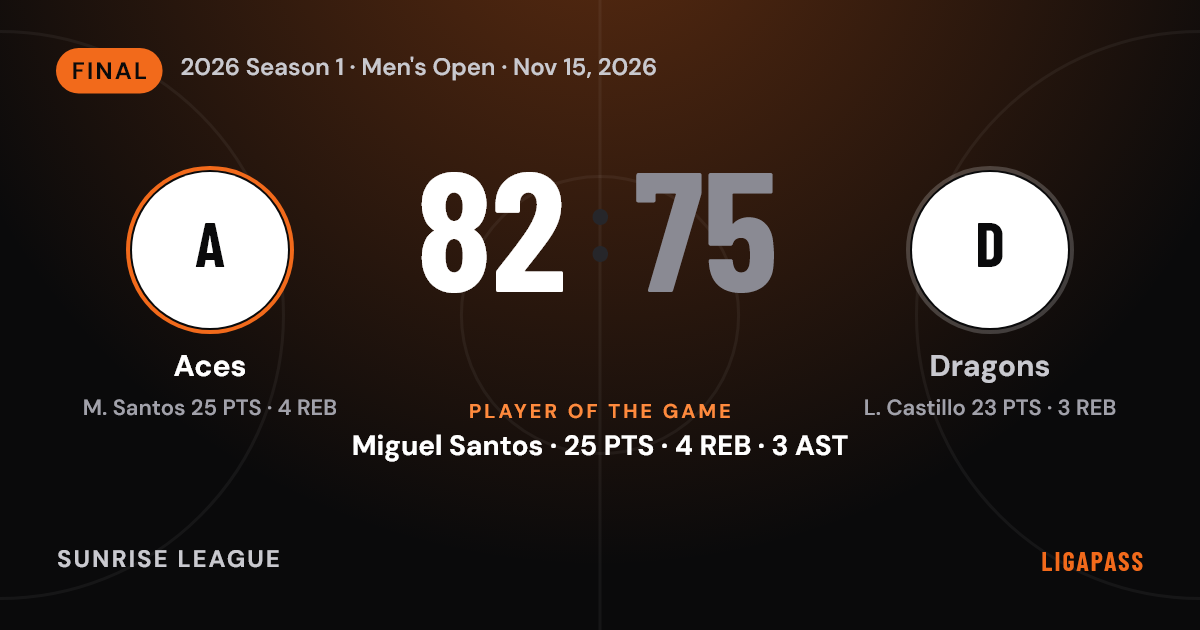 FINAL 2026 Season 1 · Men's Open · Nov 15, 2026
A
82 : 75
D
Aces
Dragons
M. Santos 25 PTS · 4 REB
L. Castillo 23 PTS · 3 REB
PLAYER OF THE GAME
Miguel Santos · 25 PTS · 4 REB · 3 AST
SUNRISE LEAGUE
LIGAPASS